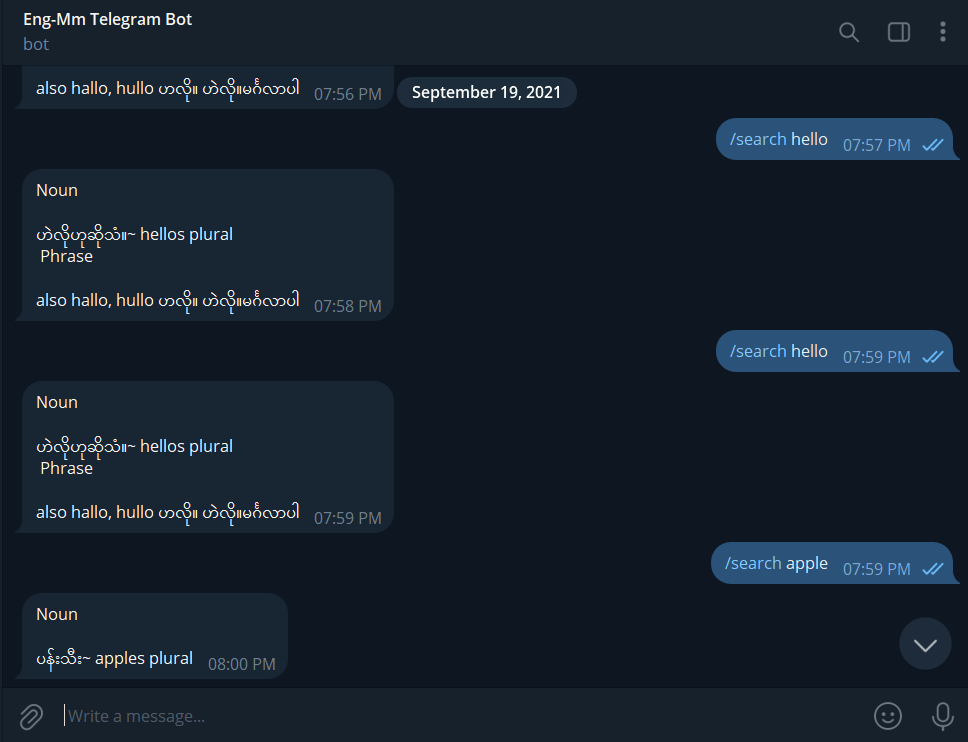 Eng-Mm Telegram Bot
bot
also hallo, hullo ဟလို။ ဟဲလို။မင်္ဂလာပါ 07:56 PM
September 19, 2021
/search hello 07:57 PM
Noun
ဟဲလိုဟုဆိုသံ။~ hellos plural
Phrase
also hallo, hullo ဟလို။ ဟဲလို။မင်္ဂလာပါ 07:58 PM
/search hello 07:59 PM
Noun
ဟဲလိုဟုဆိုသံ။~ hellos plural
Phrase
also hallo, hullo ဟလို။ ဟဲလို။မင်္ဂလာပါ 07:59 PM
/search apple 07:59 PM
Noun
ပန်းသီး~ apples plural 08:00 PM
Write a message...